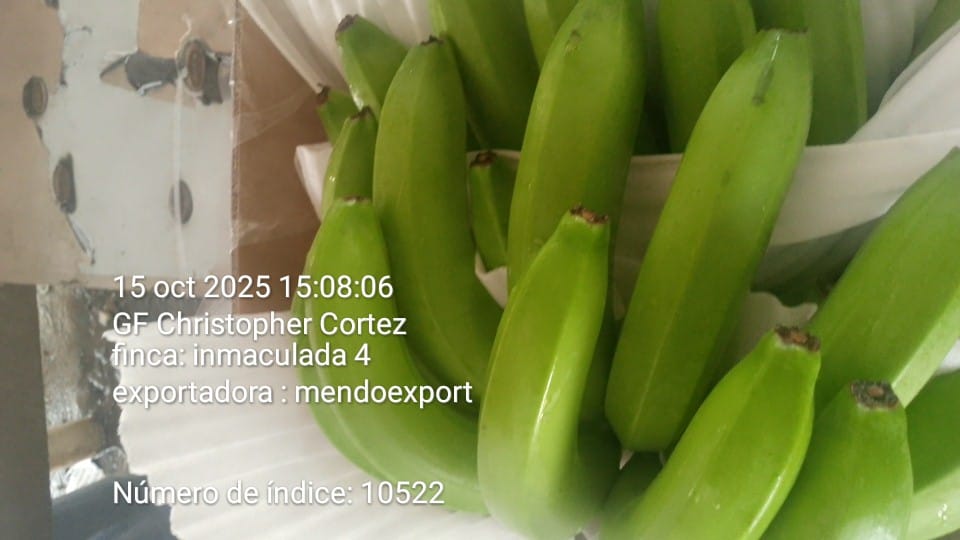 15 oct 2025 15:08:06
GF Christopher Cortez
finca: inmaculada 4
exportadora : mendoexport
Número de índice: 10522